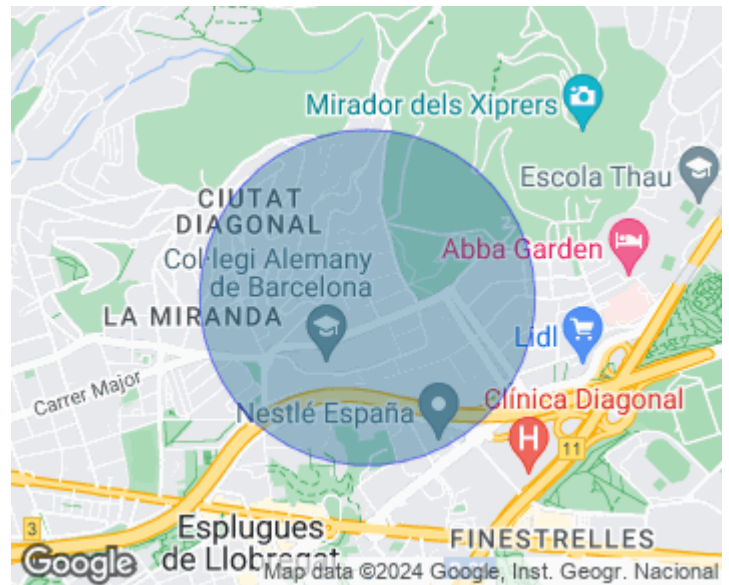 Mirador dels Xiprers
Escola Thau
CIUTAT
DIAGONAL
Abba Garden
Col·legi Alemany
de Barcelona
LA MIRANDA
Lidl
Carrer Major
Nestlé España
Clínica Diagonal
H
11
3
Esplugues
de Llobregat
FINESTRELLES
Google
Map data ©2024 Google, Inst. Geogr. Nacional